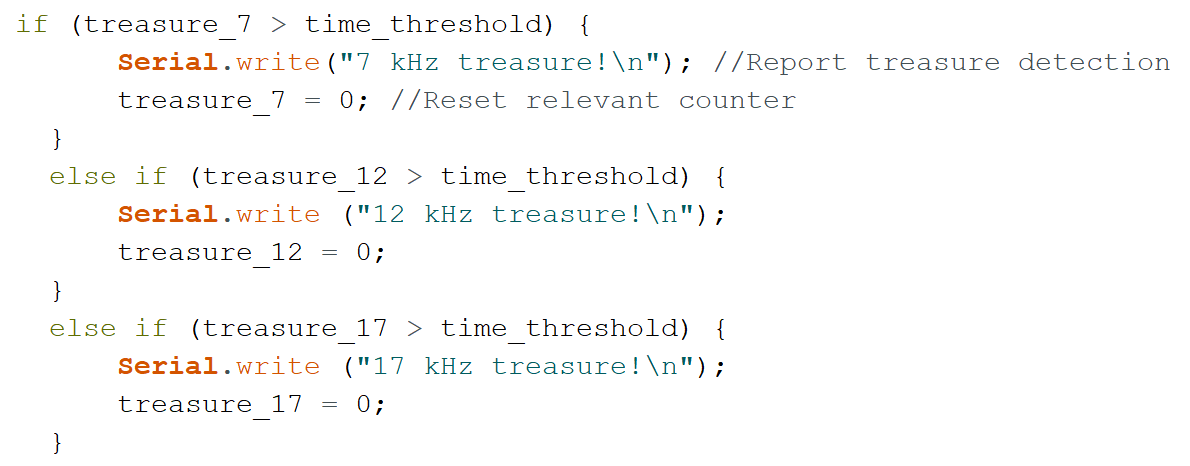 if (treasure_7 > time_threshold) {
      Serial.write("7 kHz treasure!\n"); //Report treasure detection
      treasure_7 = 0; //Reset relevant counter
  }
  else if (treasure_12 > time_threshold) {
      Serial.write ("12 kHz treasure!\n");
      treasure_12 = 0;
  }
  else if (treasure_17 > time_threshold) {
      Serial.write ("17 kHz treasure!\n");
      treasure_17 = 0;
  }